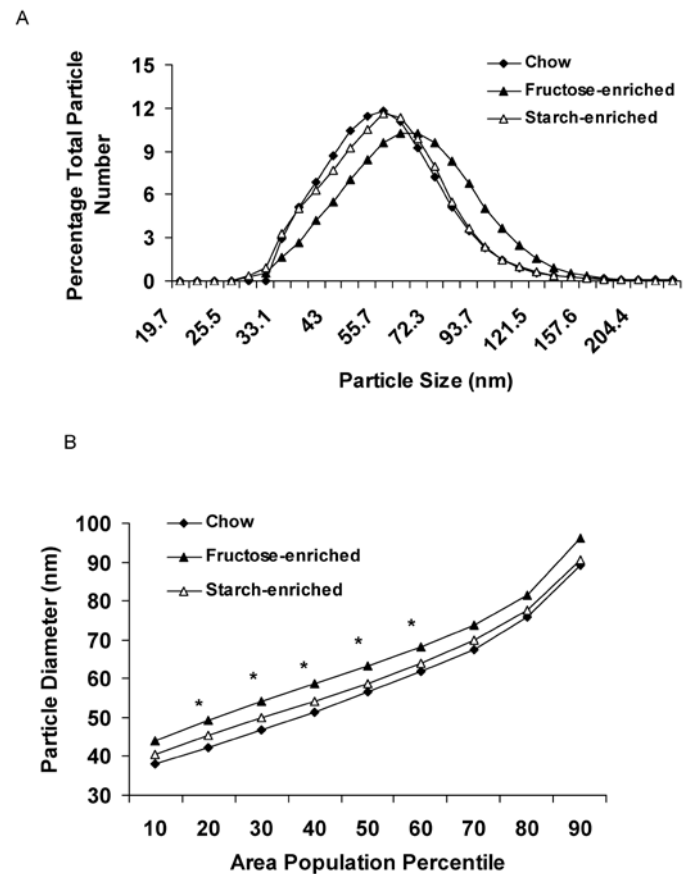 A
Percentage Total Particle
Number
15
12
9
6
3
0
Chow
Fructose-enriched
Starch-enriched
19.7
25.5
33.1
43
55.7
72.3
93.7
121.5
157.6
204.4
Particle Size (nm)
B
Particle Diameter (nm)
100
90
80
70
60
50
40
30
Chow
Fructose-enriched
Starch-enriched
* * * * *
10 20 30 40 50 60 70 80 90
Area Population Percentile